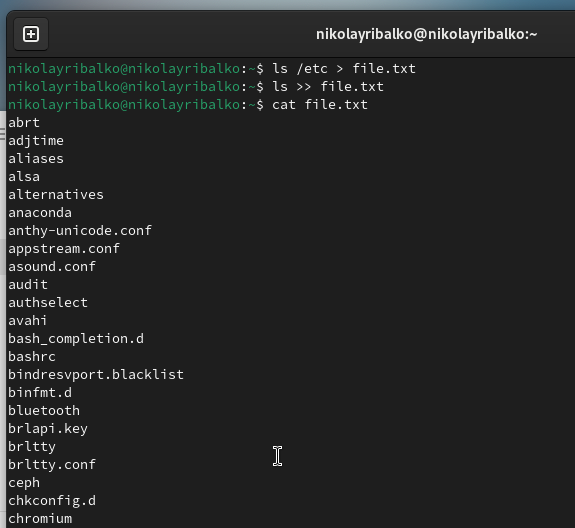 nikolayribalko@nikolayribalko:~
nikolayribalko@nikolayribalko:~$ ls /etc > file.txt
nikolayribalko@nikolayribalko:~$ ls >> file.txt
nikolayribalko@nikolayribalko:~$ cat file.txt
abrt
adjtime
aliases
alsa
alternatives
anaconda
anthy-unicode.conf
appstream.conf
asound.conf
audit
authselect
avahi
bash_completion.d
bashrc
bindresvport.blacklist
binfmt.d
bluetooth
brlapi.key
brltty
brltty.conf
ceph
chkconfig.d
chromium